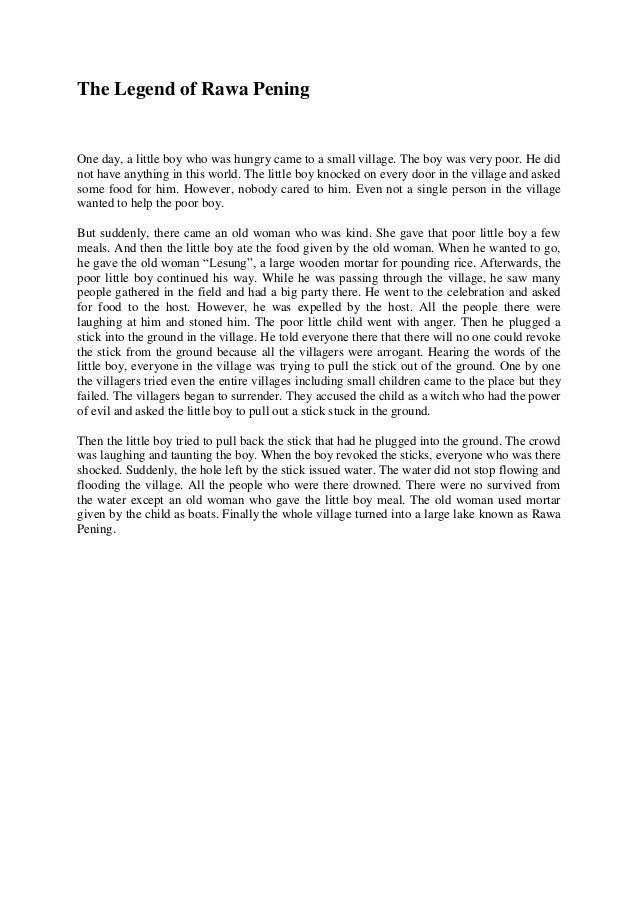 The Legend of Rawa Pening
One day, a little boy who was hungry came to a small village. The boy was very poor. He did
not have anything in this world. The little boy knocked on every door in the village and asked
some food for him. However, nobody cared to him. Even not a single person in the village
wanted to help the poor boy.
But suddenly, there came an old woman who was kind. She gave that poor little boy a few
meals. And then the little boy ate the food given by the old woman. When he wanted to go,
he gave the old woman “Lesung”, a large wooden mortar for pounding rice. Afterwards, the
poor little boy continued his way. While he was passing through the village, he saw many
people gathered in the field and had a big party there. He went to the celebration and asked
for food to the host. However, he was expelled by the host. All the people there were
laughing at him and stoned him. The poor little child went with anger. Then he plugged a
stick into the ground in the village. He told everyone there that there will no one could revoke
the stick from the ground because all the villagers were arrogant. Hearing the words of the
little boy, everyone in the village was trying to pull the stick out of the ground. One by one
the villagers tried even the entire villages including small children came to the place but they
failed. The villagers began to surrender. They accused the child as a witch who had the power
of evil and asked the little boy to pull out a stick stuck in the ground.
Then the little boy tried to pull back the stick that had he plugged into the ground. The crowd
was laughing and taunting the boy. When the boy revoked the sticks, everyone who was there
shocked. Suddenly, the hole left by the stick issued water. The water did not stop flowing and
flooding the village. All the people who were there drowned. There were no survived from
the water except an old woman who gave the little boy meal. The old woman used mortar
given by the child as boats. Finally the whole village turned into a large lake known as Rawa
Pening.